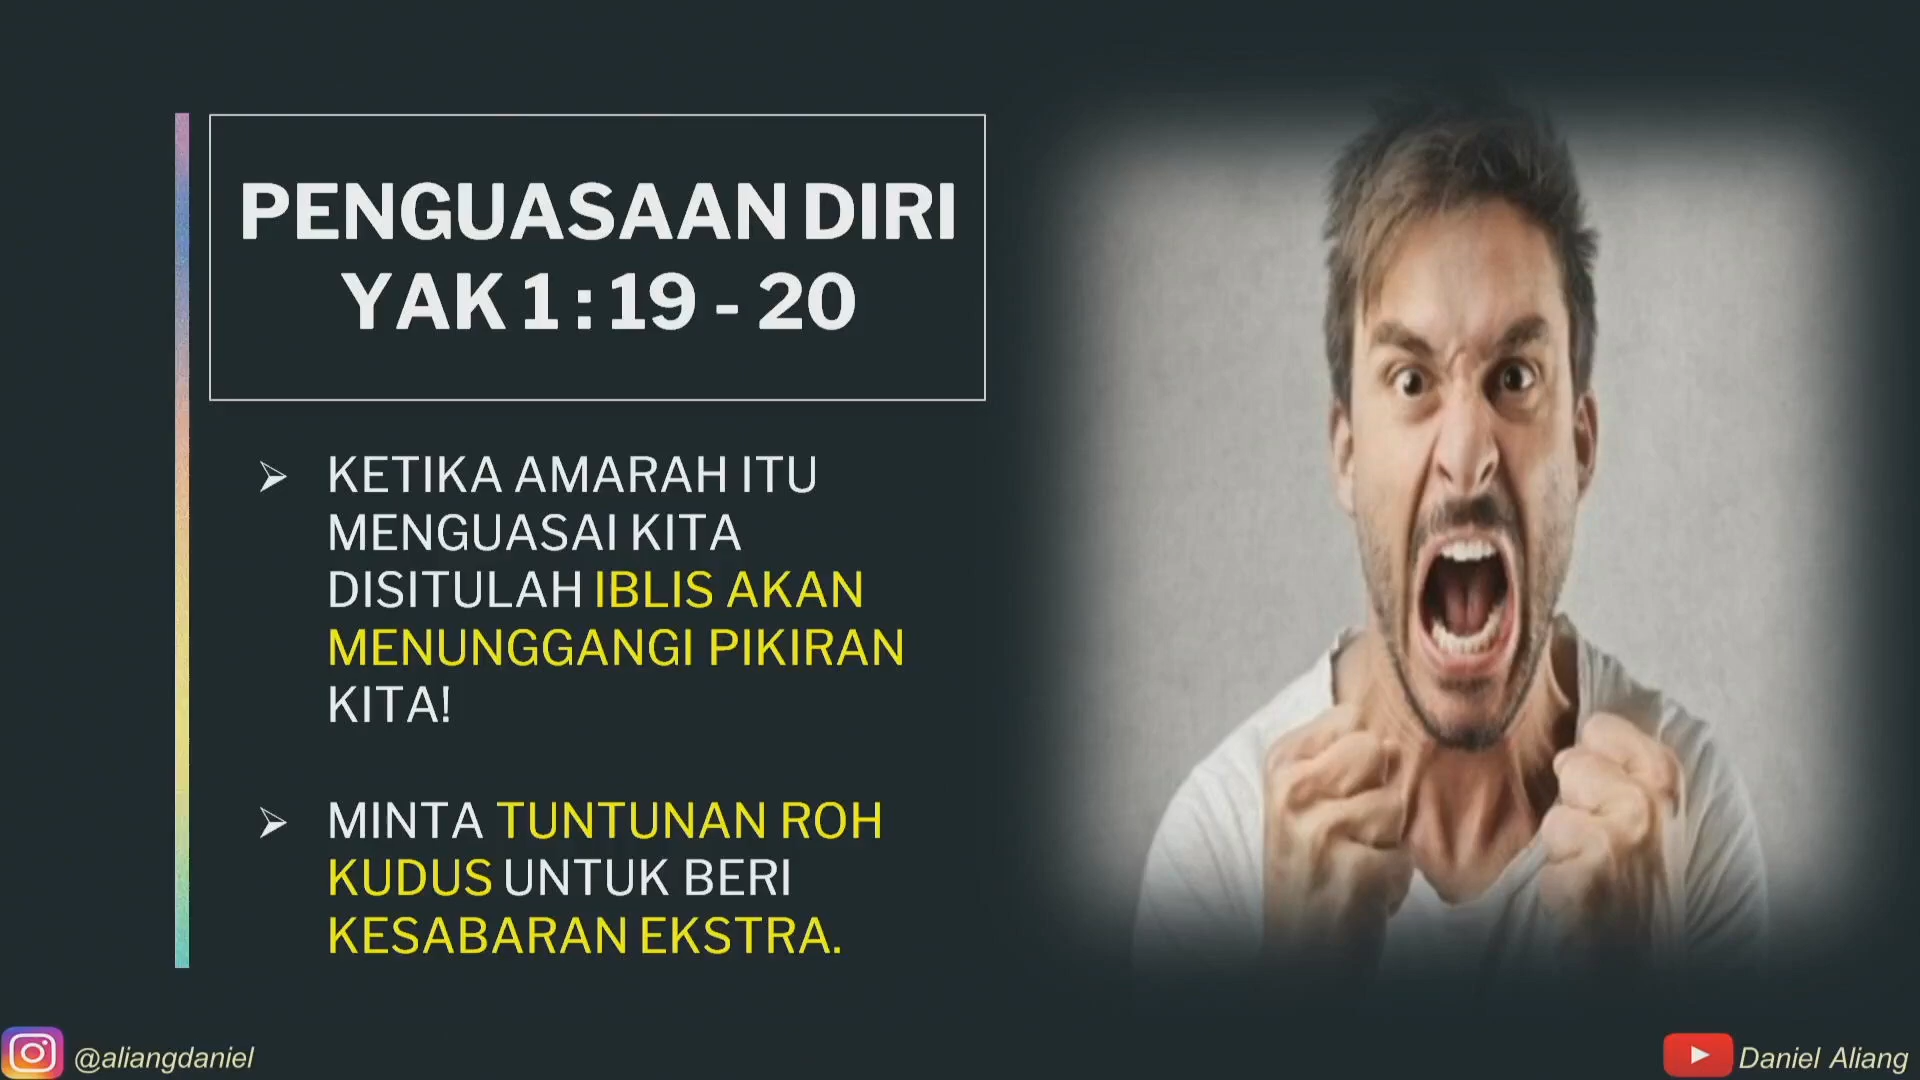 PENGUASAAN DIRI
YAK 1 : 19 - 20
KETIKA AMARAH ITU
MENGUASAI KITA
DISITULAH IBLIS AKAN
MENUNGGANGI PIKIRAN
KITA!
MINTA TUNTUNAN ROH
KUDUS UNTUK BERI
KESABARAN EKSTRA.
@aliangdaniel
Daniel Aliang